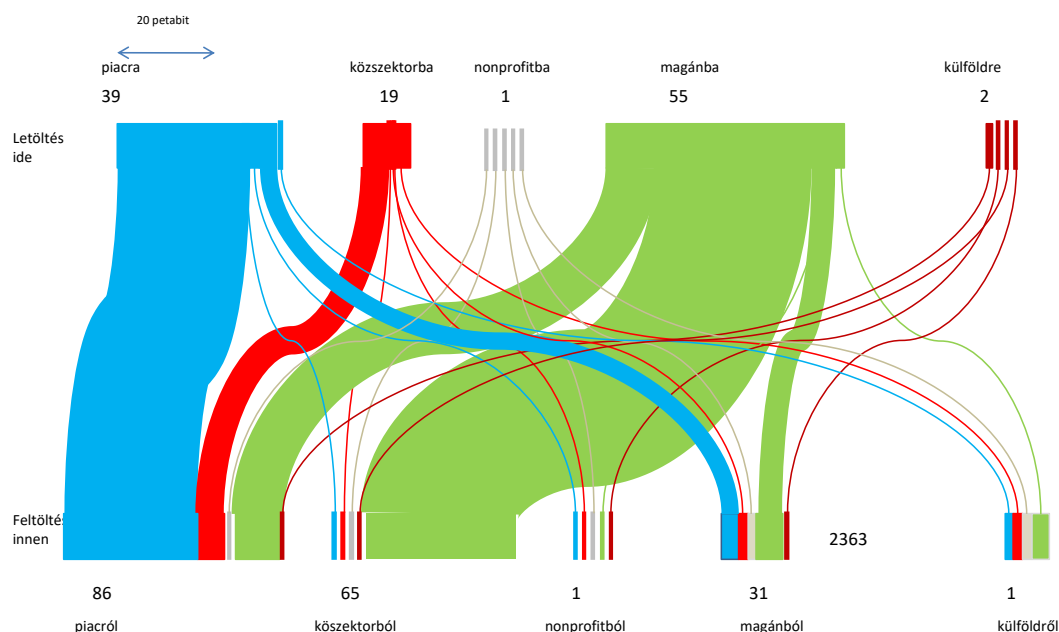 20 petabit
piacra közszektorba nonprofitba magánba külföldre
39 19 1 55 2
Letöltés
ide
Feltöltés
innen
2363
86 65 1 31 1
piacról köszektorból nonprofitból magánból külföldről